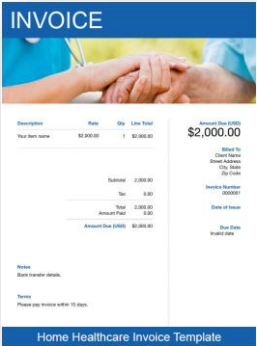 INVOICE
Description Rate Qty Line Total
Your item name $2,000.00 1 $2,000.00
Subtotal 2,000.00
Tax 0.00
Total 2,000.00
Amount Paid 0.00
Amount Due (USD) $2,000.00
Notes
Bank transfer details.
Terms
Please pay invoice within 15 days.
Amount Due (USD)
$2,000.00
Billed To
Client Name
Street Address
City, State
Zip Code
Invoice Number
0000001
Date of Issue
Due Date
Invalid date
Home Healthcare Invoice Template